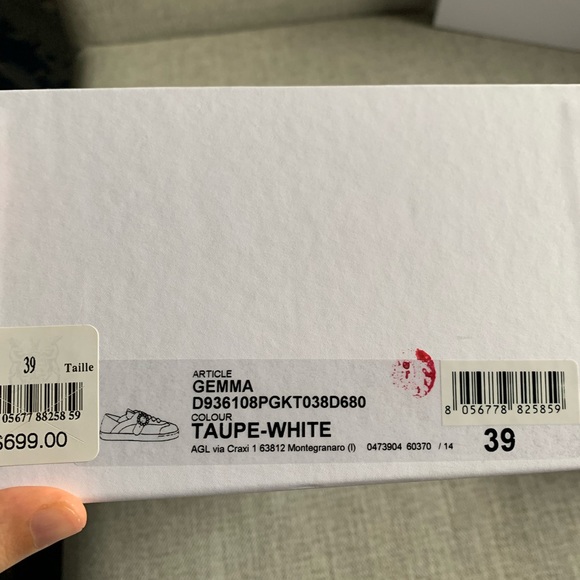 39 Taille
05677 88258 59
$699.00
ARTICLE
GEMMA
D936108PGKT038D680
COLOUR
TAUPE-WHITE
AGL via Craxi 1 63812 Montegranaro (I) 0473904 60370 / 14
8 056778 825859
39